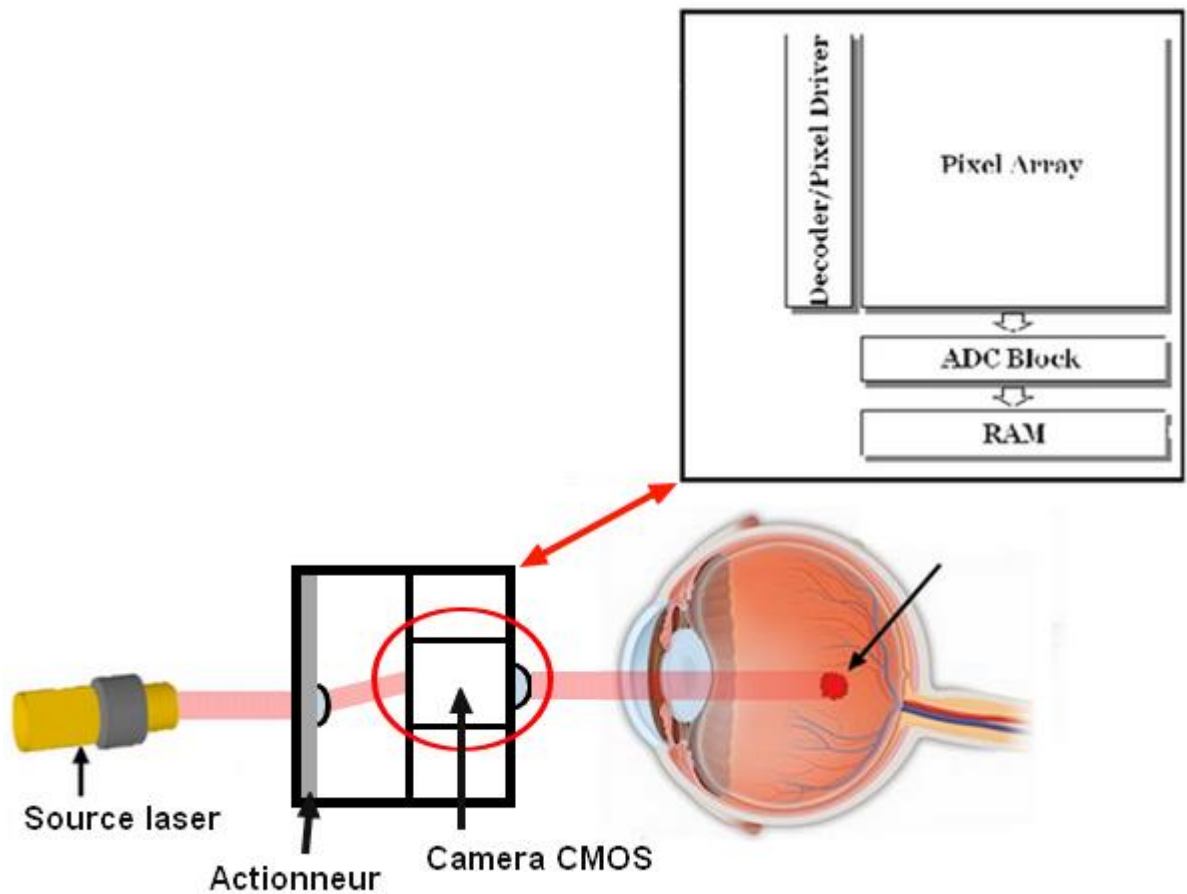 Decoder/Pixel Driver
Pixel Array
ADC Block
RAM
Source laser
Actionneur
Camera CMOS